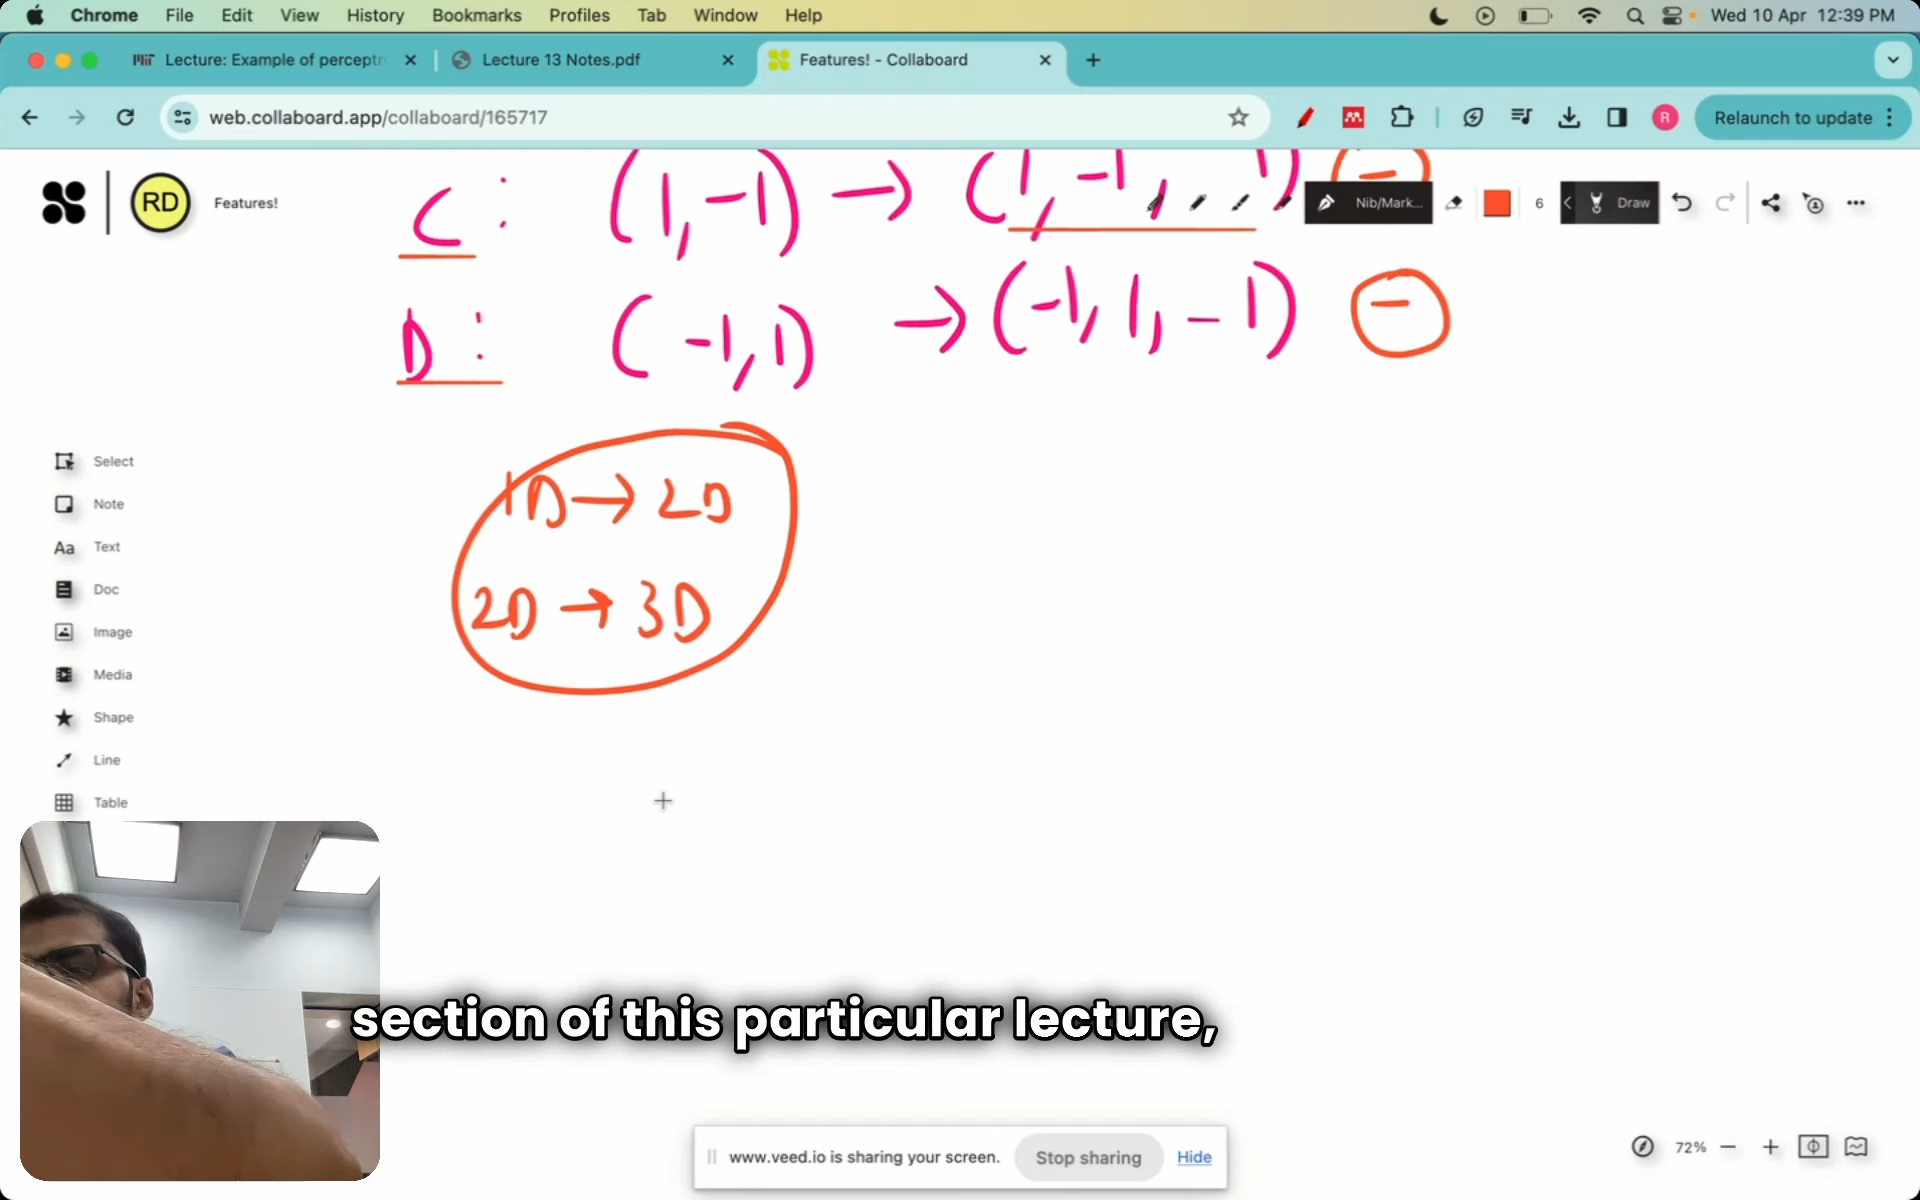 Chrome File Edit View History Bookmarks Profiles Tab Window Help Wed 10 Apr 12:39 PM
MIT Lecture: Example of perceptr Lecture 13 Notes.pdf Features! - Collaboard
web.collaboard.app/collaboard/165717 R Relaunch to update
RD Features! Nib/Mark... 6 Draw
C : (1, -1) → (1, -1, -
D : (-1, 1) → (-1, 1, -1) -
1D → 2D
2D → 3D
Select
Note
Aa Text
Doc
Image
Media
Shape
Line
Table
section of this particular lecture,
www.veed.io is sharing your screen. Stop sharing Hide
72%